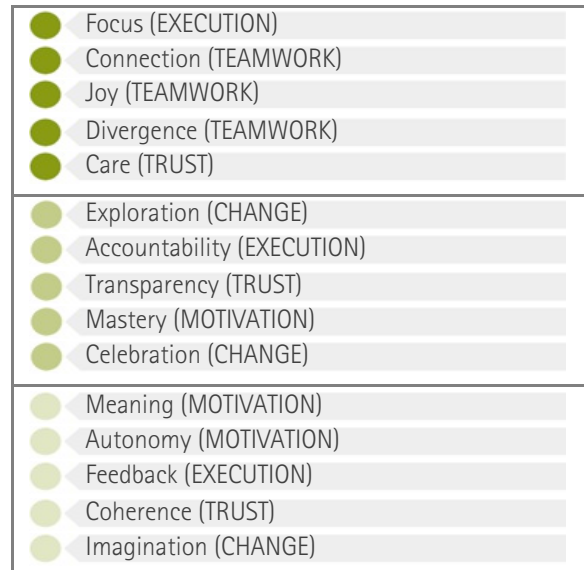 Focus (EXECUTION)
Connection (TEAMWORK)
Joy (TEAMWORK)
Divergence (TEAMWORK)
Care (TRUST)
Exploration (CHANGE)
Accountability (EXECUTION)
Transparency (TRUST)
Mastery (MOTIVATION)
Celebration (CHANGE)
Meaning (MOTIVATION)
Autonomy (MOTIVATION)
Feedback (EXECUTION)
Coherence (TRUST)
Imagination (CHANGE)